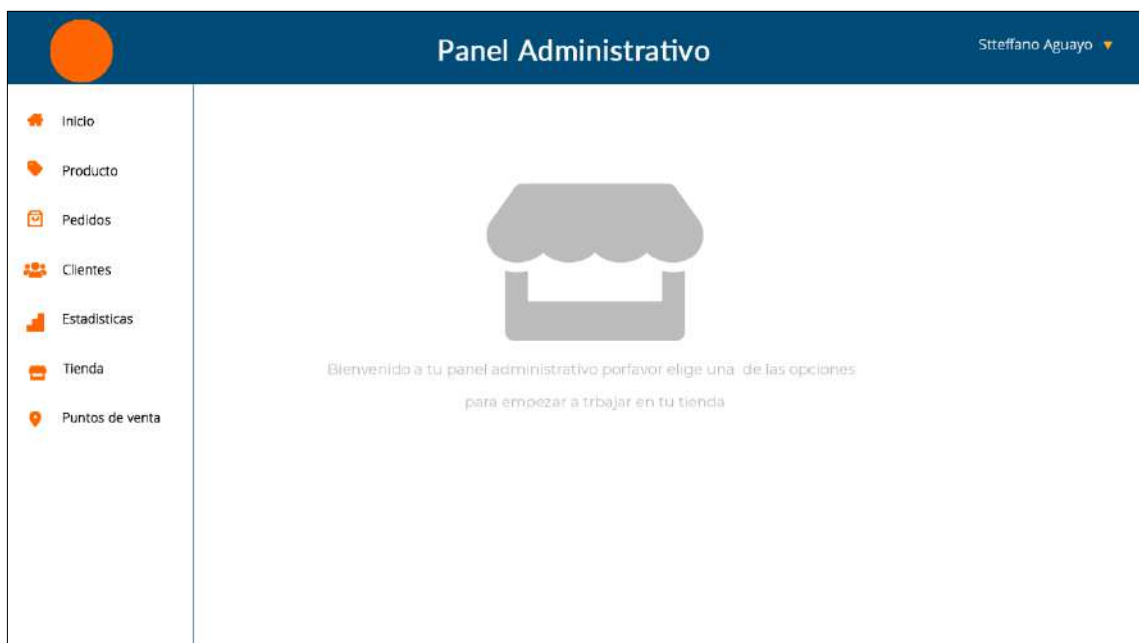 Panel Administrativo
Stteffano Aguayo
Inicio
Producto
Pedidos
Clientes
Estadisticas
Tienda
Puntos de venta
Bienvenido a tu panel administrativo porfavor elige una de las opciones
para empezar a trbajar en tu tienda